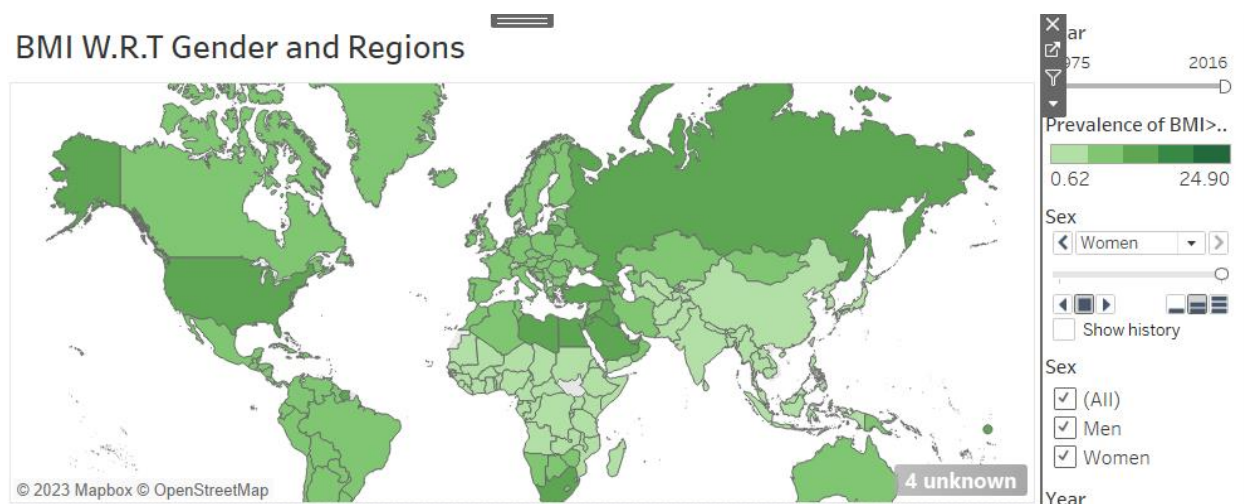 BMI W.R.T Gender and Regions
© 2023 Mapbox © OpenStreetMap
4 unknown
ar
975 2016
Prevalence of BMI>..
0.62 24.90
Sex
Women
Show history
Sex
(All)
Men
Women
Year